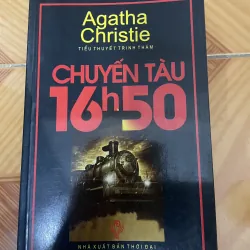 Agatha
Christie
TIỂU THUYẾT TRINH THÁM
CHUYẾN TÀU
16h50
NHÀ XUẤT BẢN THỜI ĐẠI